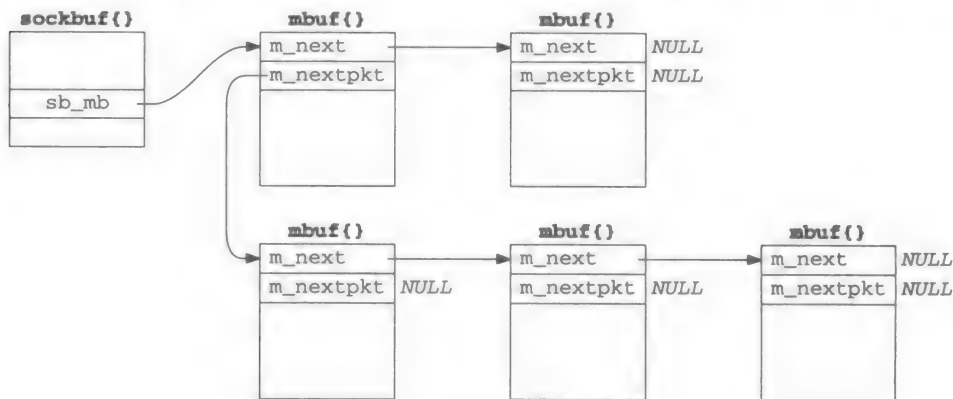 sockbuf{} mbuf{} mbuf{}
m_next m_next NULL
m_nextpkt m_nextpkt NULL
sb_mb
mbuf{} mbuf{} mbuf{}
m_next m_next m_next NULL
m_nextpkt NULL m_nextpkt NULL m_nextpkt NULL